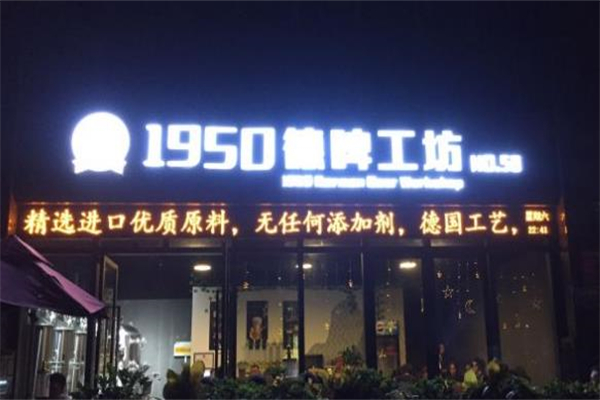 1950德啤工坊 NO.58
1950 German Beer Workshop
精选进口优质原料，无任何添加剂，德国工艺，
星期六
22:41